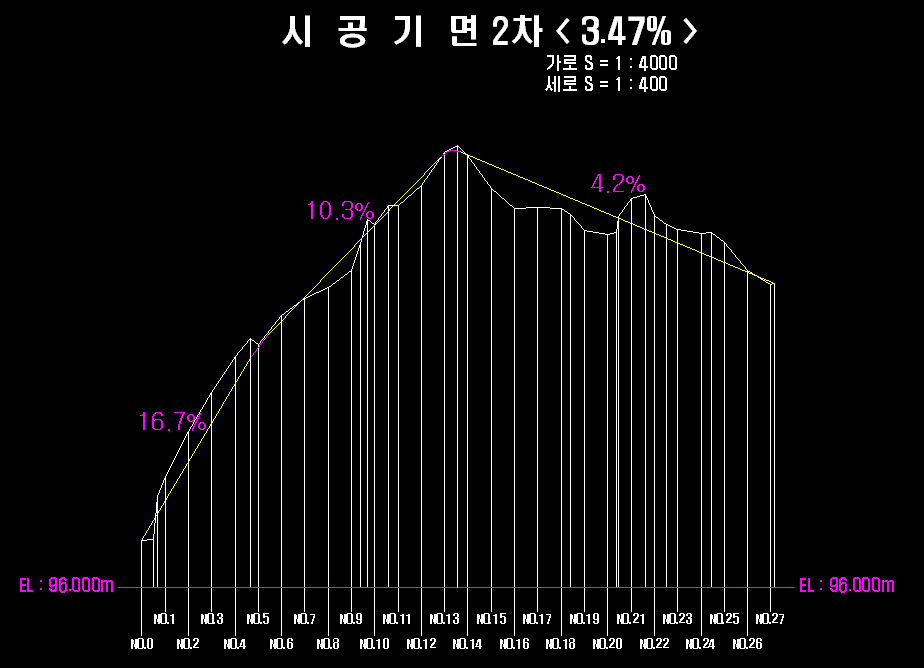 시 공 기 면 2차 < 3.47% >
가로 S = 1 : 4000
세로 S = 1 : 400
4.2%
10.3%
16.7%
EL : 96.000m
EL : 96.000m
NO.1 NO.3 NO.5 NO.7 NO.9 NO.11 NO.13 NO.15 NO.17 NO.19 NO.21 NO.23 NO.25 NO.27
NO.0 NO.2 NO.4 NO.6 NO.8 NO.10 NO.12 NO.14 NO.16 NO.18 NO.20 NO.22 NO.24 NO.26